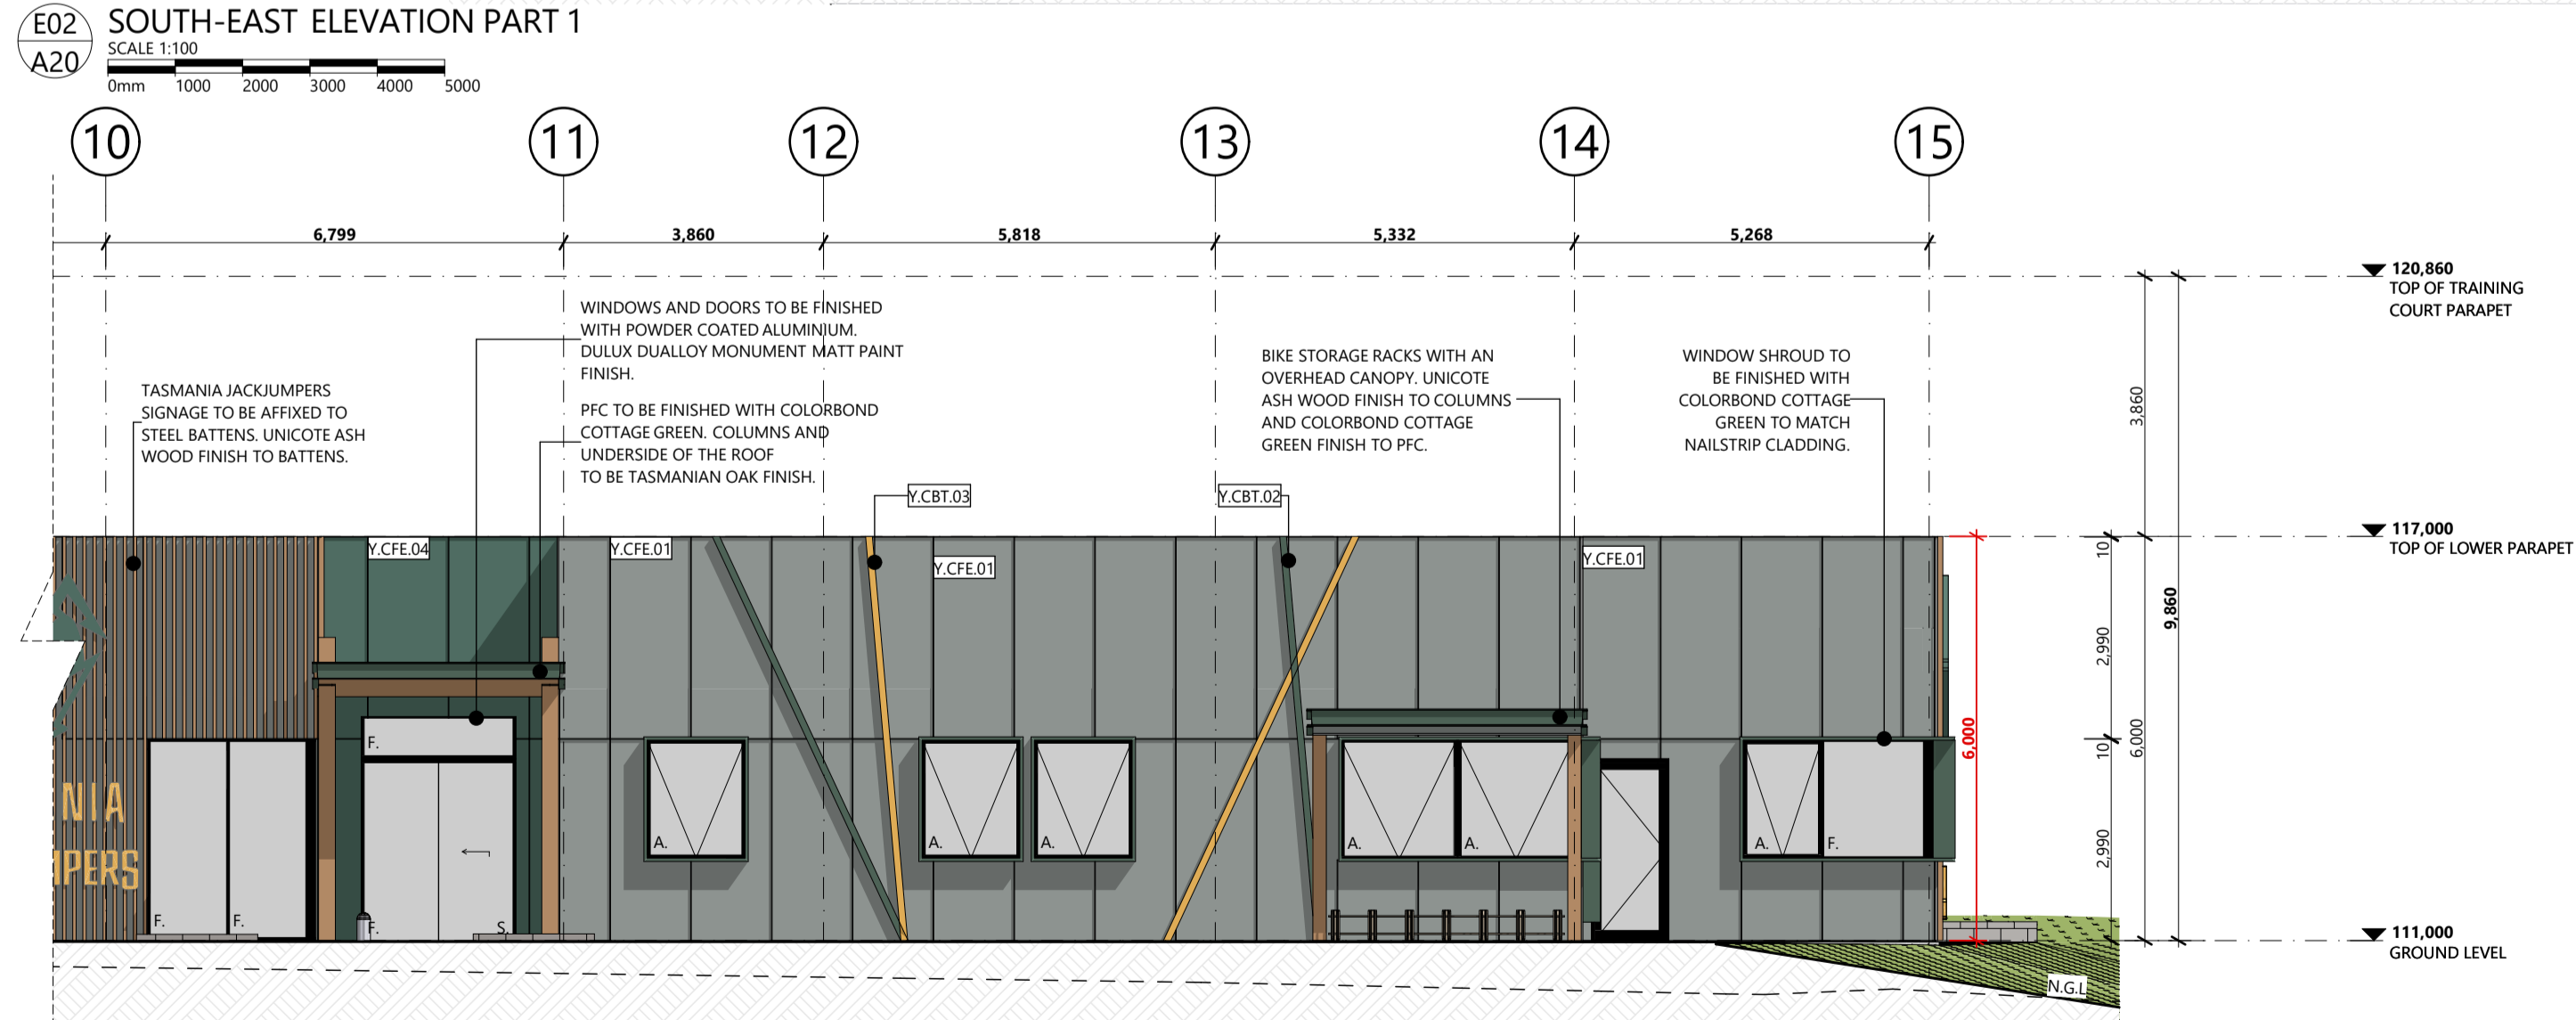 E02
A20
SOUTH-EAST ELEVATION PART 1
SCALE 1:100
0mm 1000 2000 3000 4000 5000
10 11 12 13 14 15
6,799 3,860 5,818 5,332 5,268
120,860
TOP OF TRAINING
COURT PARAPET
WINDOWS AND DOORS TO BE FINISHED
WITH POWDER COATED ALUMINIUM.
DULUX DUALLOY MONUMENT MATT PAINT
FINISH.
TASMANIA JACKJUMPERS
SIGNAGE TO BE AFFIXED TO
STEEL BATTENS. UNICOTE ASH
WOOD FINISH TO BATTENS.
PFC TO BE FINISHED WITH COLORBOND
COTTAGE GREEN. COLUMNS AND
UNDERSIDE OF THE ROOF
TO BE TASMANIAN OAK FINISH.
BIKE STORAGE RACKS WITH AN
OVERHEAD CANOPY. UNICOTE
ASH WOOD FINISH TO COLUMNS
AND COLORBOND COTTAGE
GREEN FINISH TO PFC.
WINDOW SHROUD TO
BE FINISHED WITH
COLORBOND COTTAGE
GREEN TO MATCH
NAILSTRIP CLADDING.
3,860
Y.CBT.03
Y.CBT.02
117,000
TOP OF LOWER PARAPET
Y.CFE.04
Y.CFE.01
Y.CFE.01
Y.CFE.01
10
2,990
10
2,990
6,000
9,860
6,000
NIA
MPERS
F.
F.
F.
F.
S.
A.
A.
A.
A.
A.
A.
F.
111,000
GROUND LEVEL
N.G.L